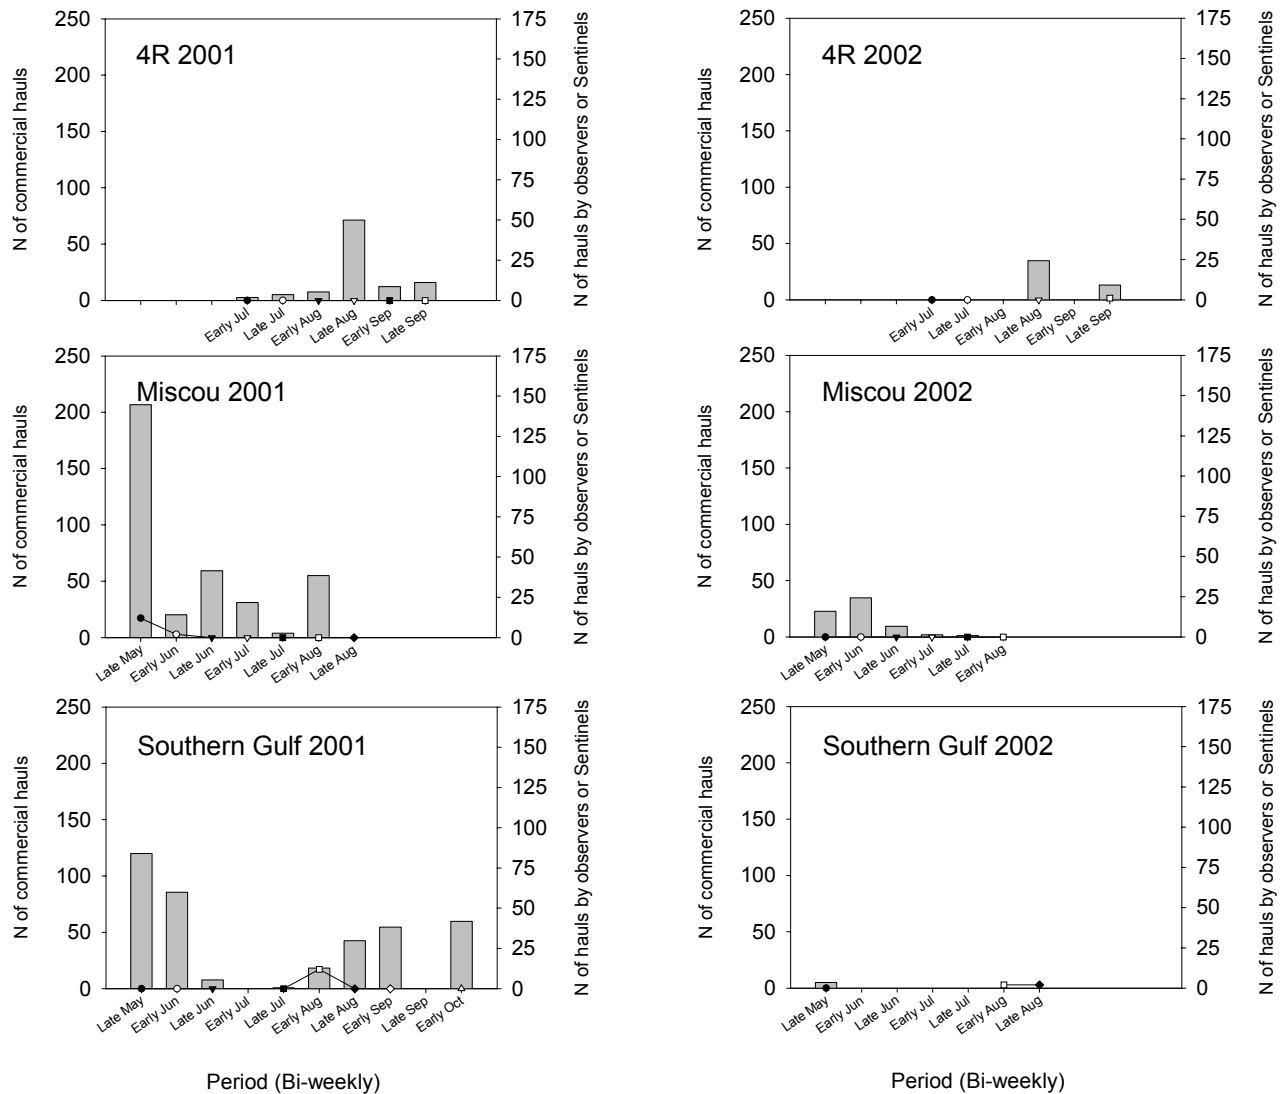 4R 2001
N of commercial hauls
250
200
150
100
50
0
175
150
125
100
75
50
25
0
N of hauls by observers or Sentinels
Early Jul
Late Jul
Early Aug
Late Aug
Early Sep
Late Sep
4R 2002
N of commercial hauls
250
200
150
100
50
0
175
150
125
100
75
50
25
0
N of hauls by observers or Sentinels
Early Jul
Late Jul
Early Aug
Late Aug
Early Sep
Late Sep
Miscou 2001
N of commercial hauls
250
200
150
100
50
0
175
150
125
100
75
50
25
0
N of hauls by observers or Sentinels
Late May
Early Jun
Late Jun
Early Jul
Late Jul
Early Aug
Late Aug
Miscou 2002
N of commercial hauls
250
200
150
100
50
0
175
150
125
100
75
50
25
0
N of hauls by observers or Sentinels
Late May
Early Jun
Late Jun
Early Jul
Late Jul
Early Aug
Southern Gulf 2001
N of commercial hauls
250
200
150
100
50
0
175
150
125
100
75
50
25
0
N of hauls by observers or Sentinels
Late May
Early Jun
Late Jun
Early Jul
Late Jul
Early Aug
Late Aug
Early Sep
Late Sep
Early Oct
Period (Bi-weekly)
Southern Gulf 2002
N of commercial hauls
250
200
150
100
50
0
175
150
125
100
75
50
25
0
N of hauls by observers or Sentinels
Late May
Early Jun
Late Jun
Early Jul
Late Jul
Early Aug
Late Aug
Period (Bi-weekly)